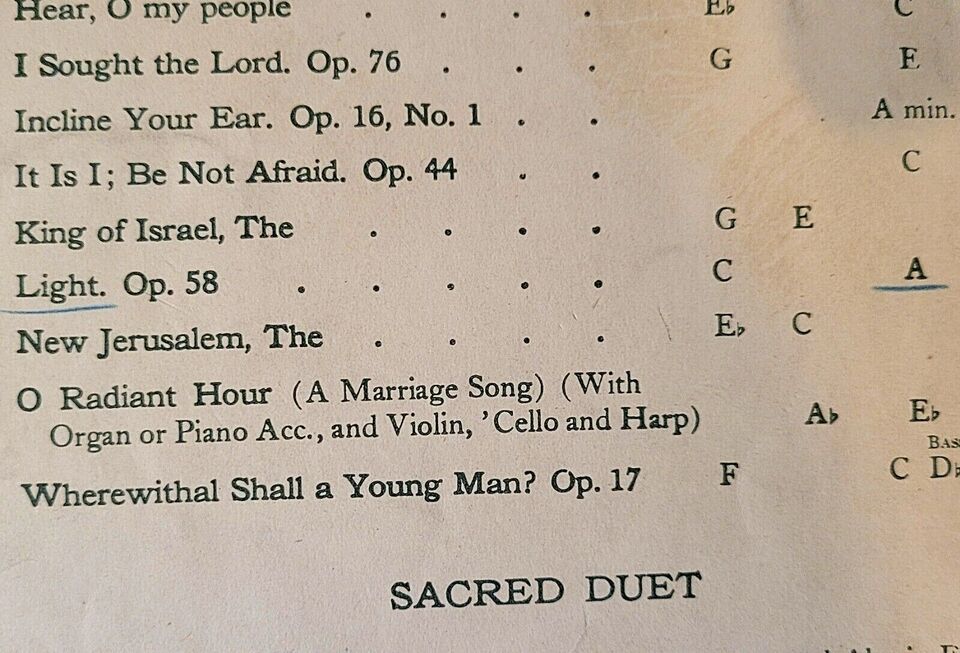 Hear, O my people . . . . E♭ C
I Sought the Lord. Op. 76 . . . G E
Incline Your Ear. Op. 16, No. 1 . . A min.
It Is I; Be Not Afraid. Op. 44 . . C
King of Israel, The . . . . G E
Light. Op. 58 . . . . . C A
New Jerusalem, The . . . . E♭ C
O Radiant Hour (A Marriage Song) (With
Organ or Piano Acc., and Violin, 'Cello and Harp) A♭ E♭
Wherewithal Shall a Young Man? Op. 17 F C D♭
SACRED DUET